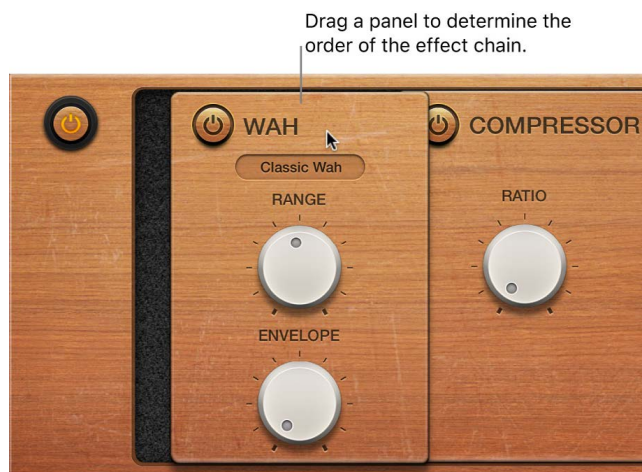 Drag a panel to determine the
order of the effect chain.
WAH
COMPRESSOR
Classic Wah
RANGE
RATIO
ENVELOPE